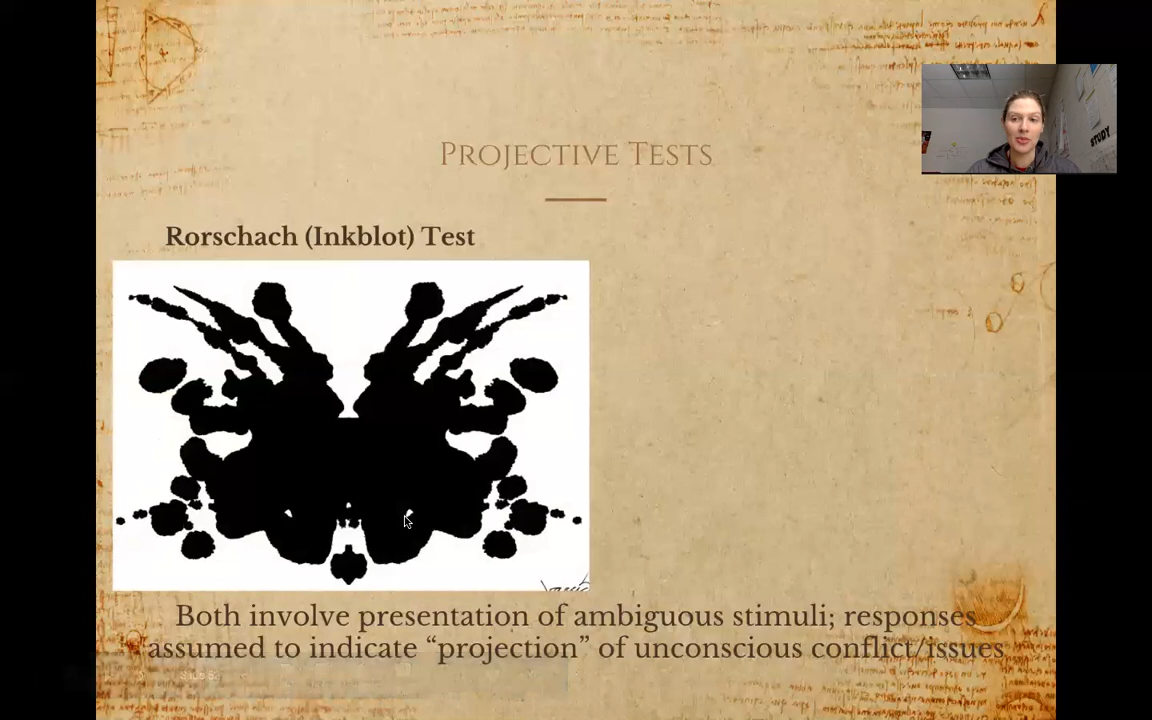 PROJECTIVE TESTS
STUDY
Rorschach (Inkblot) Test
Both involve presentation of ambiguous stimuli; responses
assumed to indicate “projection” of unconscious conflict/issues